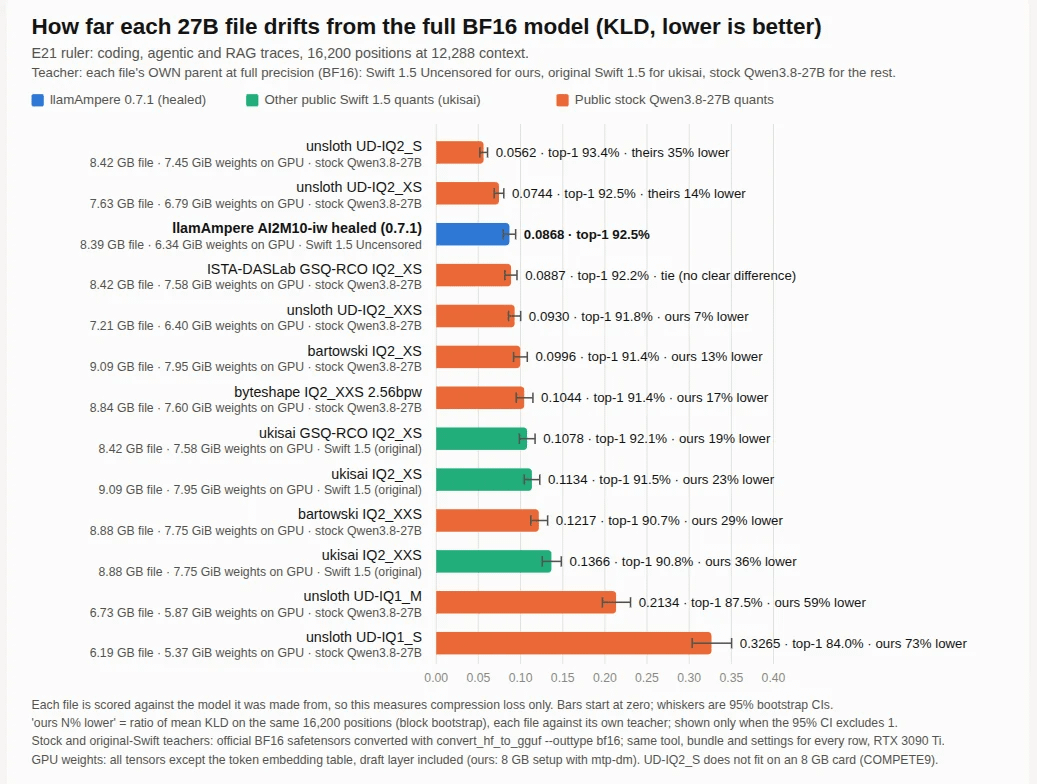 How far each 27B file drifts from the full BF16 model (KLD, lower is better)
E21 ruler: coding, agentic and RAG traces, 16,200 positions at 12,288 context.
Teacher: each file's OWN parent at full precision (BF16): Swift 1.5 Uncensored for ours, original Swift 1.5 for ukisai, stock Qwen3.8-27B for the rest.
llamAmpere 0.7.1 (healed) Other public Swift 1.5 quants (ukisai) Public stock Qwen3.8-27B quants
unsloth UD-IQ2_S
8.42 GB file · 7.45 GiB weights on GPU · stock Qwen3.8-27B
0.0562 · top-1 93.4% · theirs 35% lower
unsloth UD-IQ2_XS
7.63 GB file · 6.79 GiB weights on GPU · stock Qwen3.8-27B
0.0744 · top-1 92.5% · theirs 14% lower
llamAmpere AI2M10-iw healed (0.7.1)
8.39 GB file · 6.34 GiB weights on GPU · Swift 1.5 Uncensored
0.0868 · top-1 92.5%
ISTA-DASLab GSQ-RCO IQ2_XS
8.42 GB file · 7.58 GiB weights on GPU · stock Qwen3.8-27B
0.0887 · top-1 92.2% · tie (no clear difference)
unsloth UD-IQ2_XXS
7.21 GB file · 6.40 GiB weights on GPU · stock Qwen3.8-27B
0.0930 · top-1 91.8% · ours 7% lower
bartowski IQ2_XS
9.09 GB file · 7.95 GiB weights on GPU · stock Qwen3.8-27B
0.0996 · top-1 91.4% · ours 13% lower
byteshape IQ2_XXS 2.56bpw
8.84 GB file · 7.60 GiB weights on GPU · stock Qwen3.8-27B
0.1044 · top-1 91.4% · ours 17% lower
ukisai GSQ-RCO IQ2_XS
8.42 GB file · 7.58 GiB weights on GPU · Swift 1.5 (original)
0.1078 · top-1 92.1% · ours 19% lower
ukisai IQ2_XS
9.09 GB file · 7.95 GiB weights on GPU · Swift 1.5 (original)
0.1134 · top-1 91.5% · ours 23% lower
bartowski IQ2_XXS
8.88 GB file · 7.75 GiB weights on GPU · stock Qwen3.8-27B
0.1217 · top-1 90.7% · ours 29% lower
ukisai IQ2_XXS
8.88 GB file · 7.75 GiB weights on GPU · Swift 1.5 (original)
0.1366 · top-1 90.8% · ours 36% lower
unsloth UD-IQ1_M
6.73 GB file · 5.87 GiB weights on GPU · stock Qwen3.8-27B
0.2134 · top-1 87.5% · ours 59% lower
unsloth UD-IQ1_S
6.19 GB file · 5.37 GiB weights on GPU · stock Qwen3.8-27B
0.3265 · top-1 84.0% · ours 73% lower
0.00 0.05 0.10 0.15 0.20 0.25 0.30 0.35 0.40
Each file is scored against the model it was made from, so this measures compression loss only. Bars start at zero; whiskers are 95% bootstrap CIs.
'ours N% lower' = ratio of mean KLD on the same 16,200 positions (block bootstrap), each file against its own teacher; shown only when the 95% CI excludes 1.
Stock and original-Swift teachers: official BF16 safetensors converted with convert_hf_to_gguf --outtype bf16; same tool, bundle and settings for every row, RTX 3090 Ti.
GPU weights: all tensors except the token embedding table, draft layer included (ours: 8 GB setup with mtp-dm). UD-IQ2_S does not fit on an 8 GB card (COMPETE9).